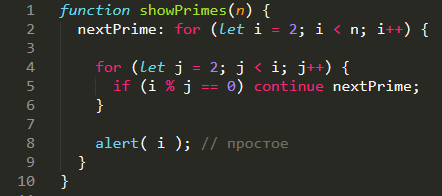 1 function showPrimes(n) {
2 nextPrime: for (let i = 2; i < n; i++) {
3
4 for (let j = 2; j < i; j++) {
5 if (i % j == 0) continue nextPrime;
6 }
7
8 alert( i ); // простое
9 }
10 }